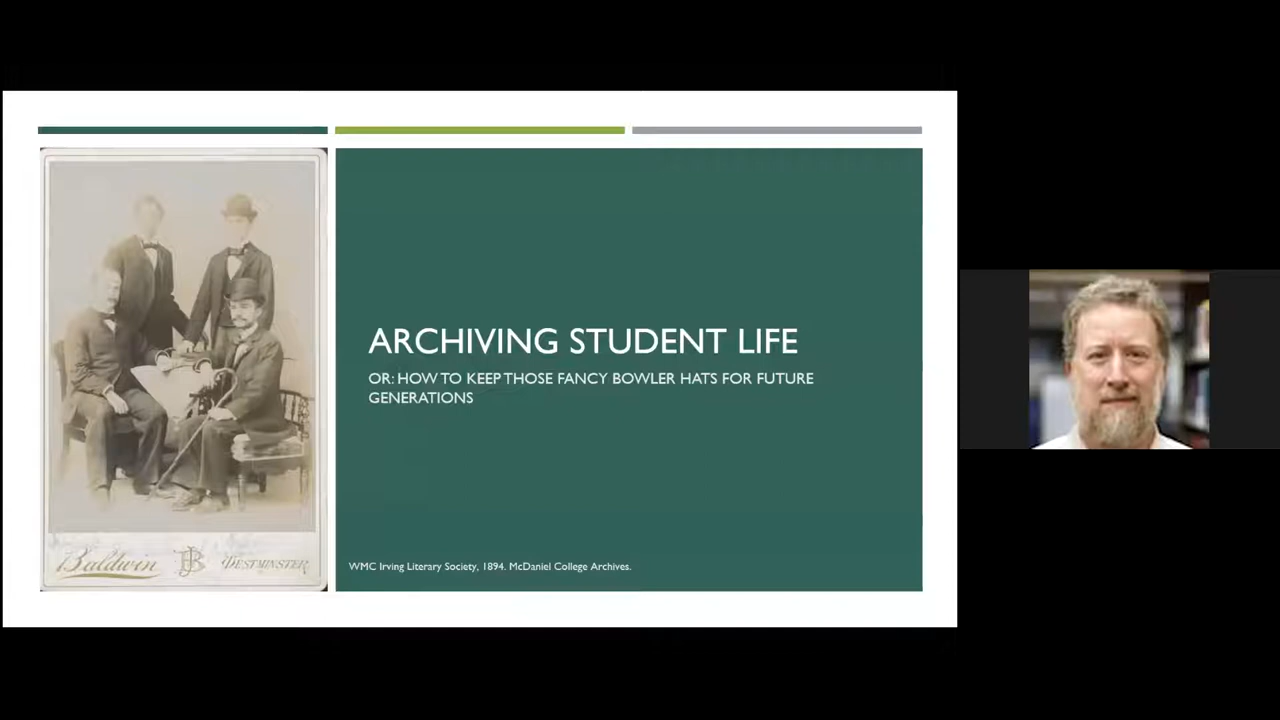 ARCHIVING STUDENT LIFE
OR: HOW TO KEEP THOSE FANCY BOWLER HATS FOR FUTURE
GENERATIONS
Baldwin B WESTMINSTER
WMC Irving Literary Society, 1894. McDaniel College Archives.